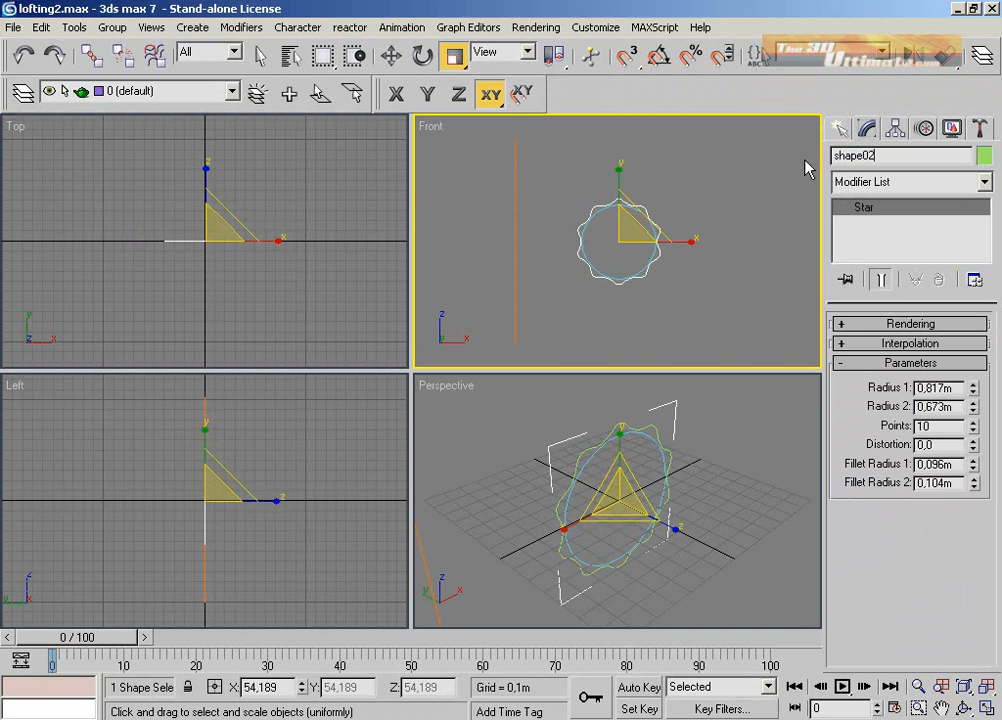 lofting2.max - 3ds max 7 - Stand-alone License
File Edit Tools Group Views Create Modifiers Character reactor Animation Graph Editors Rendering Customize MAXScript Help
All View The 3D Ultimate.com
0 (default) X Y Z XY XY
Top
Front
Left
Perspective
shape02
Modifier List
Star
+ Rendering
+ Interpolation
- Parameters
Radius 1: 0,817m
Radius 2: 0,673m
Points: 10
Distortion: 0,0
Fillet Radius 1: 0,096m
Fillet Radius 2: 0,104m
< 0 / 100 >
0 10 20 30 40 50 60 70 80 90 100
1 Shape Sele X: 54,189 Y: 54,189 Z: 54,189 Grid = 0,1m Auto Key Selected
Click and drag to select and scale objects (uniformly) Add Time Tag Set Key Key Filters... 0